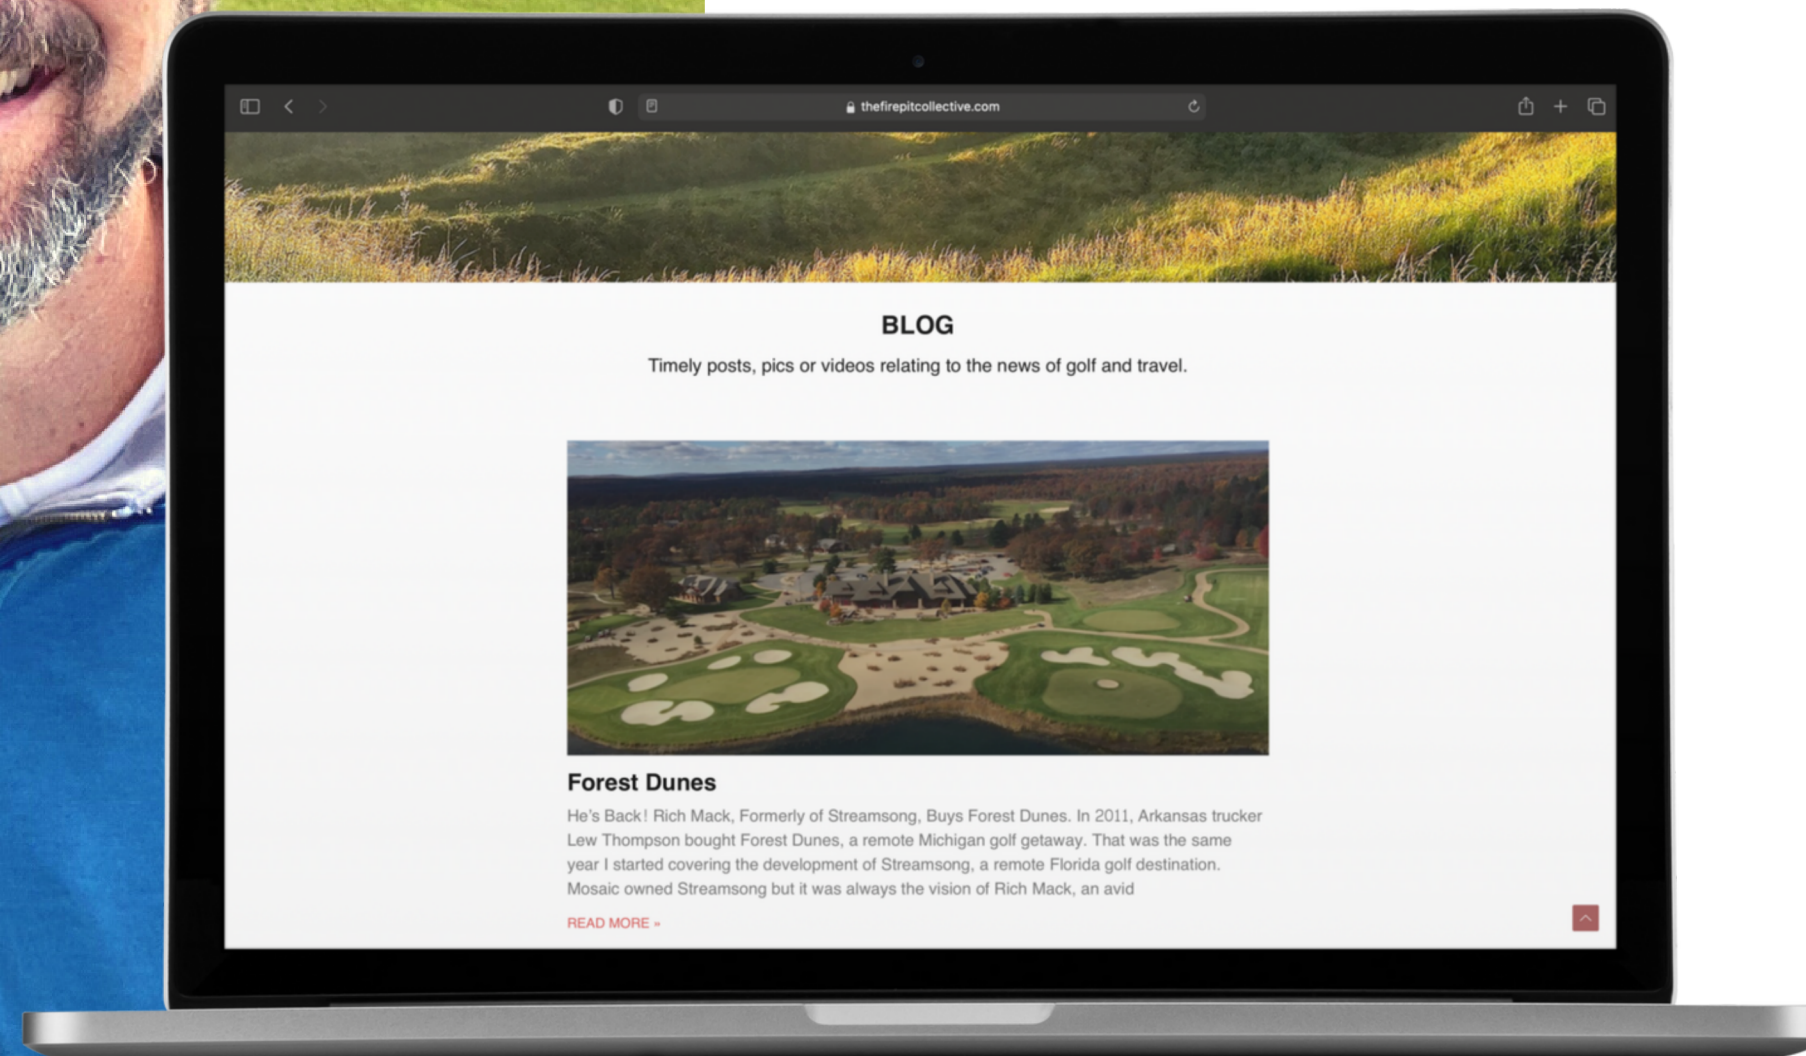 thefirepitcollective.com
BLOG
Timely posts, pics or videos relating to the news of golf and travel.
Forest Dunes
He's Back! Rich Mack, Formerly of Streamsong, Buys Forest Dunes. In 2011, Arkansas trucker
Lew Thompson bought Forest Dunes, a remote Michigan golf getaway. That was the same
year I started covering the development of Streamsong, a remote Florida golf destination.
Mosaic owned Streamsong but it was always the vision of Rich Mack, an avid
READ MORE »